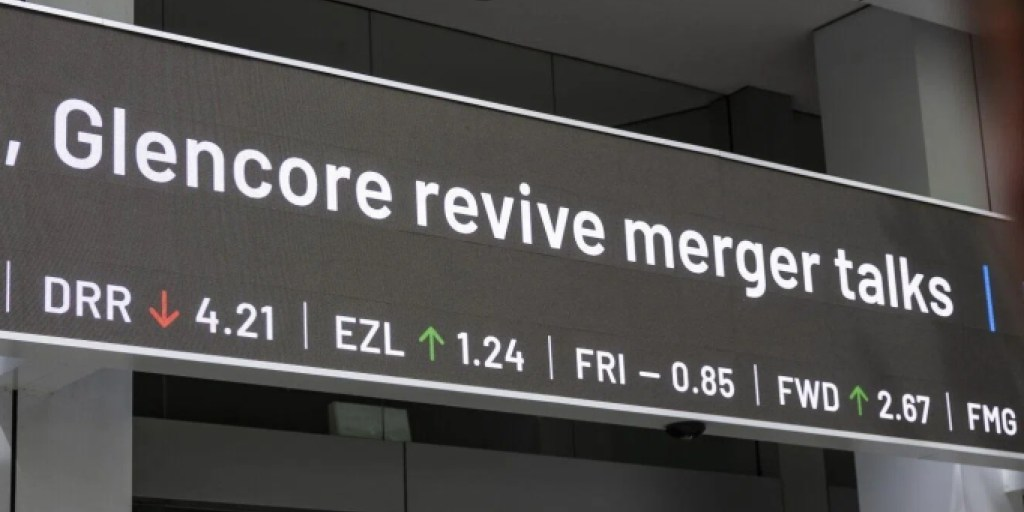 , Glencore revive merger talks |
| DRR ↓ 4.21 | EZL ↑ 1.24 | FRI – 0.85 | FWD ↑ 2.67 | FMG